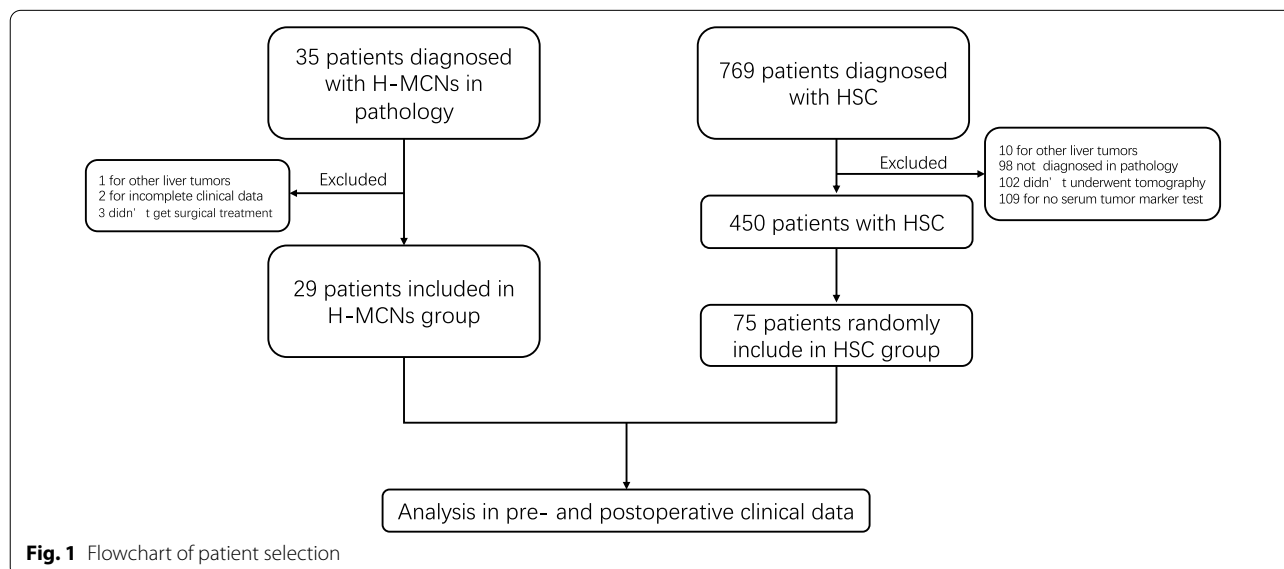 35 patients diagnosed
with H-MCNs in
pathology
769 patients diagnosed
with HSC
Excluded
1 for other liver tumors
2 for incomplete clinical data
3 didn’t get surgical treatment
Excluded
10 for other liver tumors
98 not diagnosed in pathology
102 didn’t underwent tomography
109 for no serum tumor marker test
450 patients with HSC
29 patients included in
H-MCNs group
75 patients randomly
include in HSC group
Analysis in pre- and postoperative clinical data
Fig. 1 Flowchart of patient selection